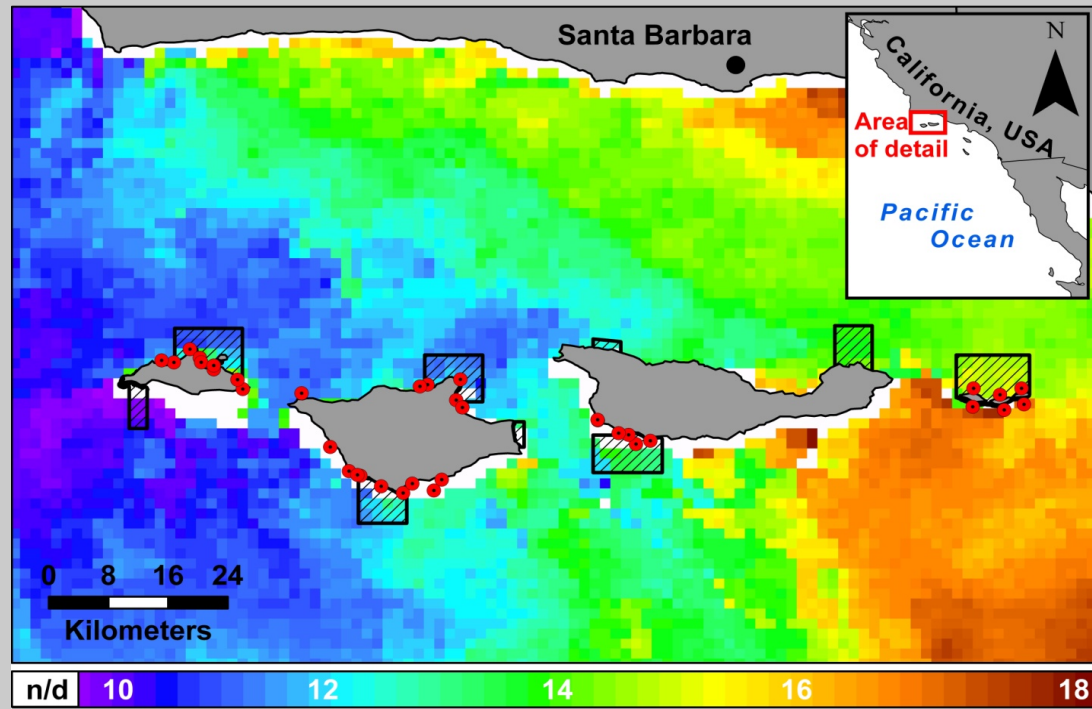 Santa Barbara
N
California, USA
Area
of detail
Pacific
Ocean
0 8 16 24
Kilometers
n/d 10 12 14 16 18